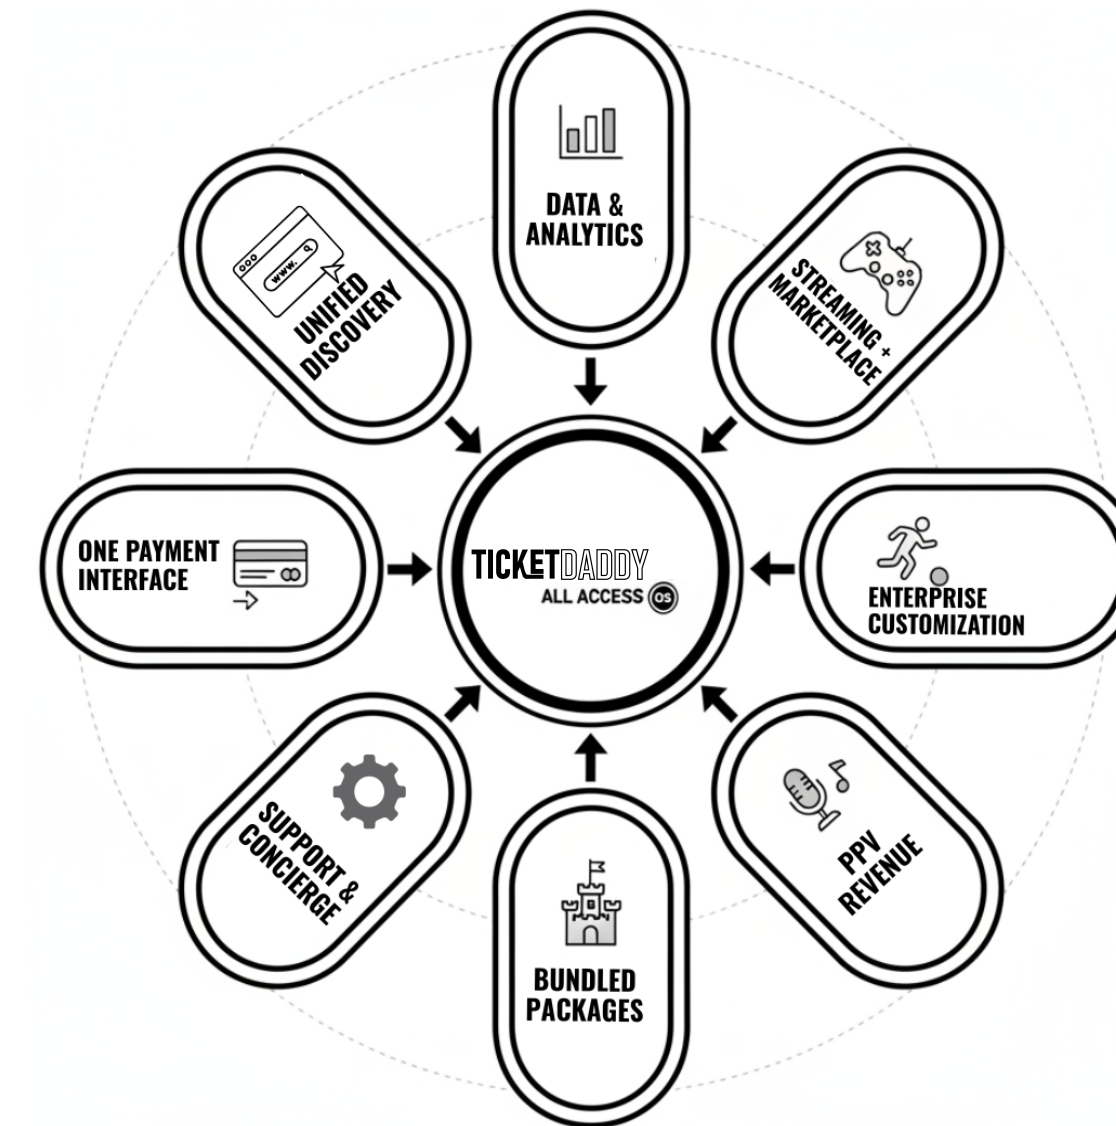 DATA &
ANALYTICS
STREAMING +
MARKETPLACE
ENTERPRISE
CUSTOMIZATION
PPV
REVENUE
BUNDLED
PACKAGES
SUPPORT &
CONCIERGE
ONE PAYMENT
INTERFACE
www.
UNIFIED
DISCOVERY
TICKETDADDY
ALL ACCESS OS